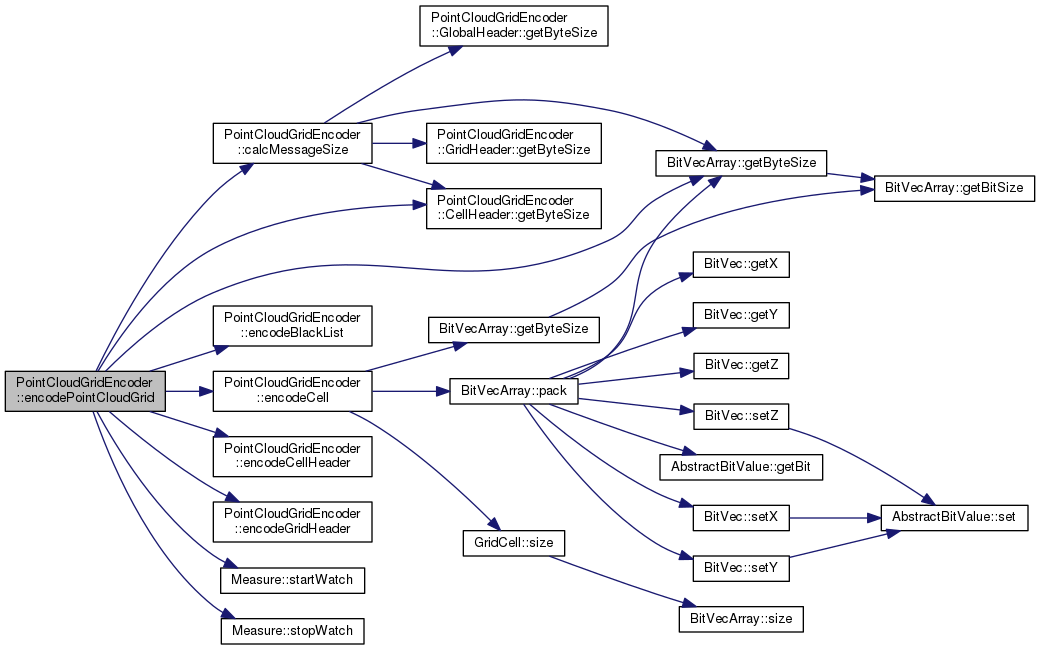 PointCloudGridEncoder
::GlobalHeader::getByteSize
PointCloudGridEncoder
::calcMessageSize
PointCloudGridEncoder
::GridHeader::getByteSize
BitVecArray::getByteSize
BitVecArray::getBitSize
PointCloudGridEncoder
::CellHeader::getByteSize
BitVec::getX
PointCloudGridEncoder
::encodeBlackList
BitVecArray::getByteSize
BitVec::getY
BitVec::getZ
PointCloudGridEncoder
::encodePointCloudGrid
PointCloudGridEncoder
::encodeCell
BitVecArray::pack
BitVec::setZ
PointCloudGridEncoder
::encodeCellHeader
AbstractBitValue::getBit
PointCloudGridEncoder
::encodeGridHeader
BitVec::setX
AbstractBitValue::set
GridCell::size
BitVec::setY
Measure::startWatch
BitVecArray::size
Measure::stopWatch